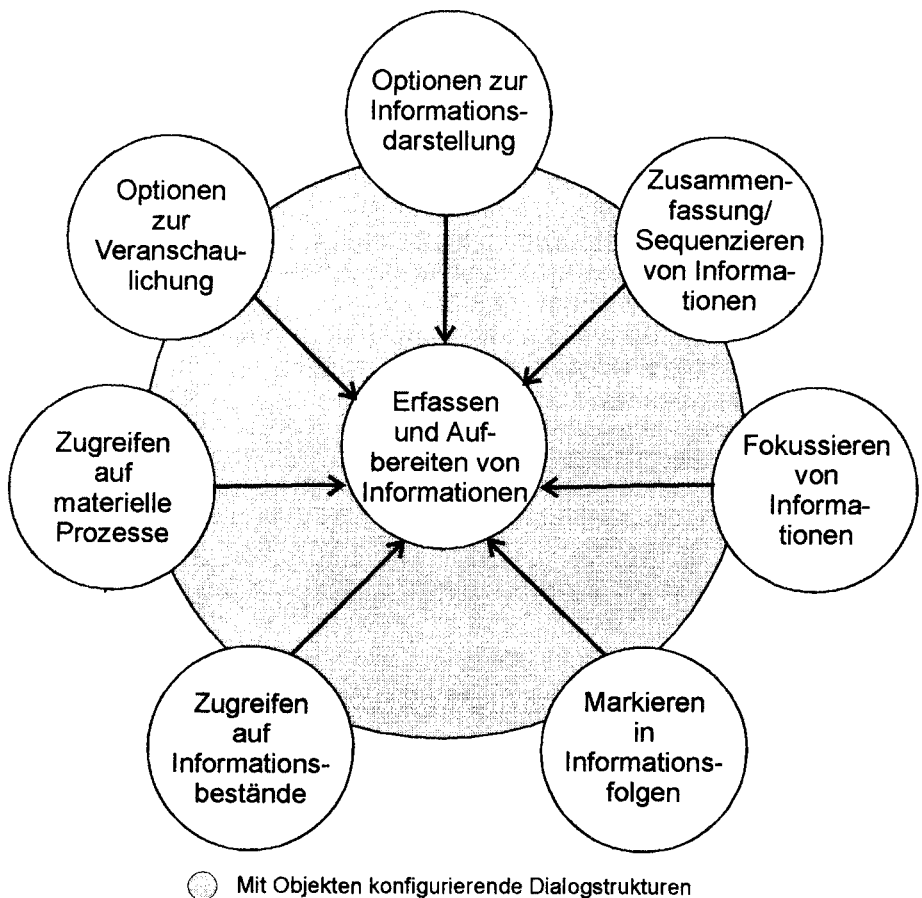 Optionen zur
Informations-
darstellung
Zusammen-
fassung/
Sequenzieren
von Informa-
tionen
Optionen
zur
Veranschau-
lichung
Erfassen
und Auf-
bereiten von
Informationen
Fokussieren
von
Informa-
tionen
Zugreifen
auf
materielle
Prozesse
Zugreifen
auf
Informations-
bestände
Markieren
in
Informations-
folgen
Mit Objekten konfigurierende Dialogstrukturen